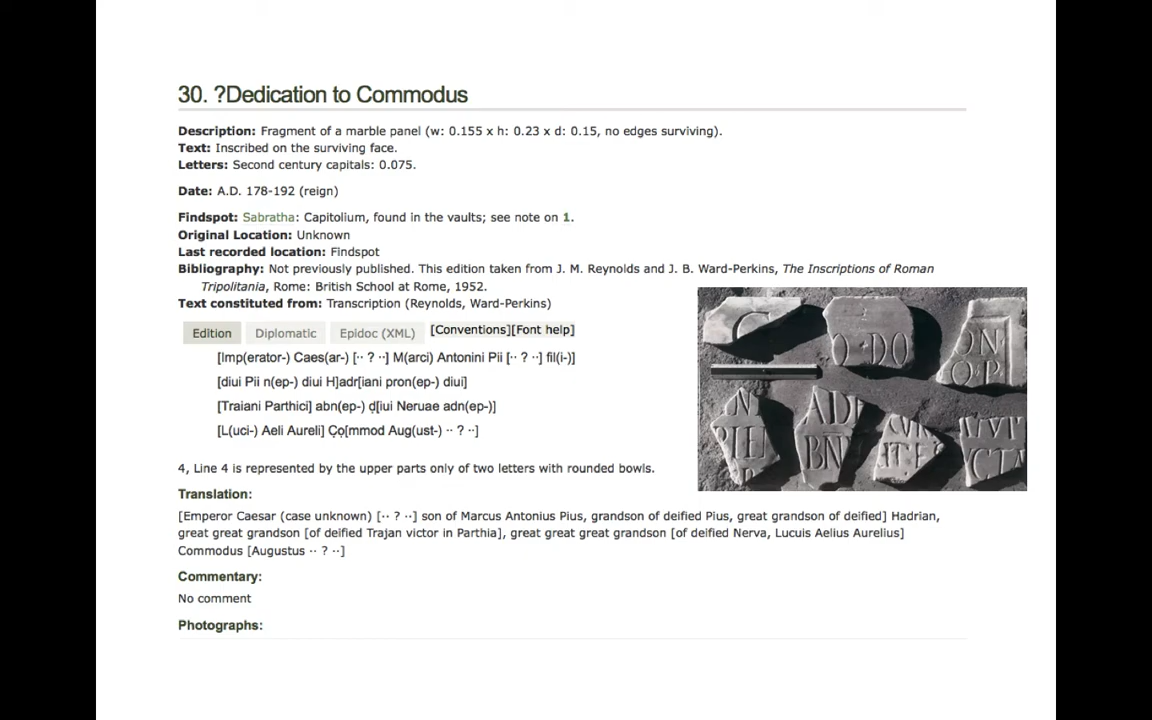 30. ?Dedication to Commodus
Description: Fragment of a marble panel (w: 0.155 x h: 0.23 x d: 0.15, no edges surviving).
Text: Inscribed on the surviving face.
Letters: Second century capitals: 0.075.
Date: A.D. 178-192 (reign)
Findspot: Sabratha: Capitolium, found in the vaults; see note on 1.
Original Location: Unknown
Last recorded location: Findspot
Bibliography: Not previously published. This edition taken from J. M. Reynolds and J. B. Ward-Perkins, The Inscriptions of Roman
Tripolitania, Rome: British School at Rome, 1952.
Text constituted from: Transcription (Reynolds, Ward-Perkins)
Edition Diplomatic Epidoc (XML) [Conventions][Font help]
[Imp(erator-) Caes(ar-) [·· ? ··] M(arci) Antonini Pii [·· ? ··] fil(i-)]
[diui Pii n(ep-) diui H]adr[iani pron(ep-) diui]
[Traiani Parthici] abn(ep-) ḍ[iui Neruae adn(ep-)]
[L(uci-) Aeli Aureli] C̣ọ[mmod Aug(ust-) ·· ? ··]
4, Line 4 is represented by the upper parts only of two letters with rounded bowls.
Translation:
[Emperor Caesar (case unknown) [·· ? ··] son of Marcus Antonius Pius, grandson of deified Pius, great grandson of deified] Hadrian,
great great grandson [of deified Trajan victor in Parthia], great great great grandson [of deified Nerva, Lucuis Aelius Aurelius]
Commodus [Augustus ·· ? ··]
Commentary:
No comment
Photographs:
C
O·DO
ON
Q·P
AD
BN